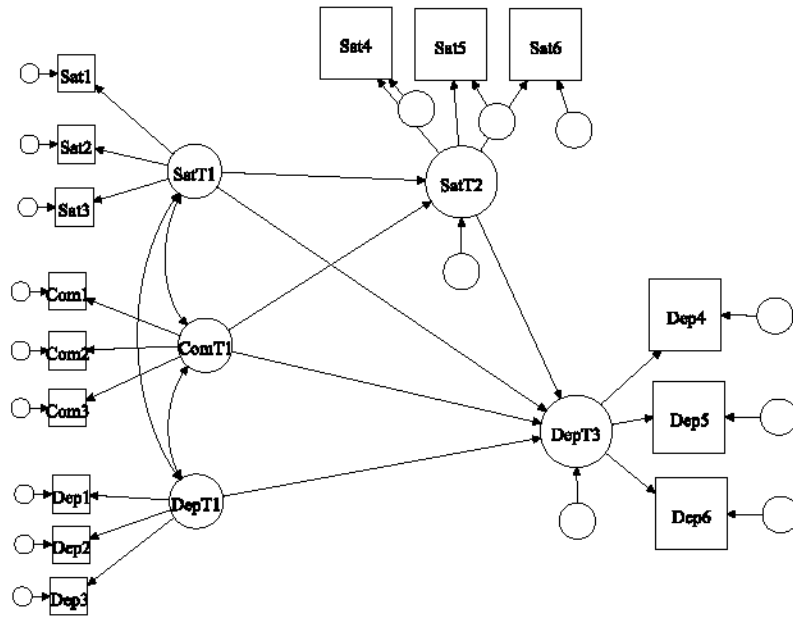 Sat4
Sat5
Sat6
Sat1
Sat2
Sat3
SatT1
SatT2
Com1
Com2
Com3
ComT1
Dep4
Dep5
Dep6
DepT3
Dep1
Dep2
Dep3
DepT1